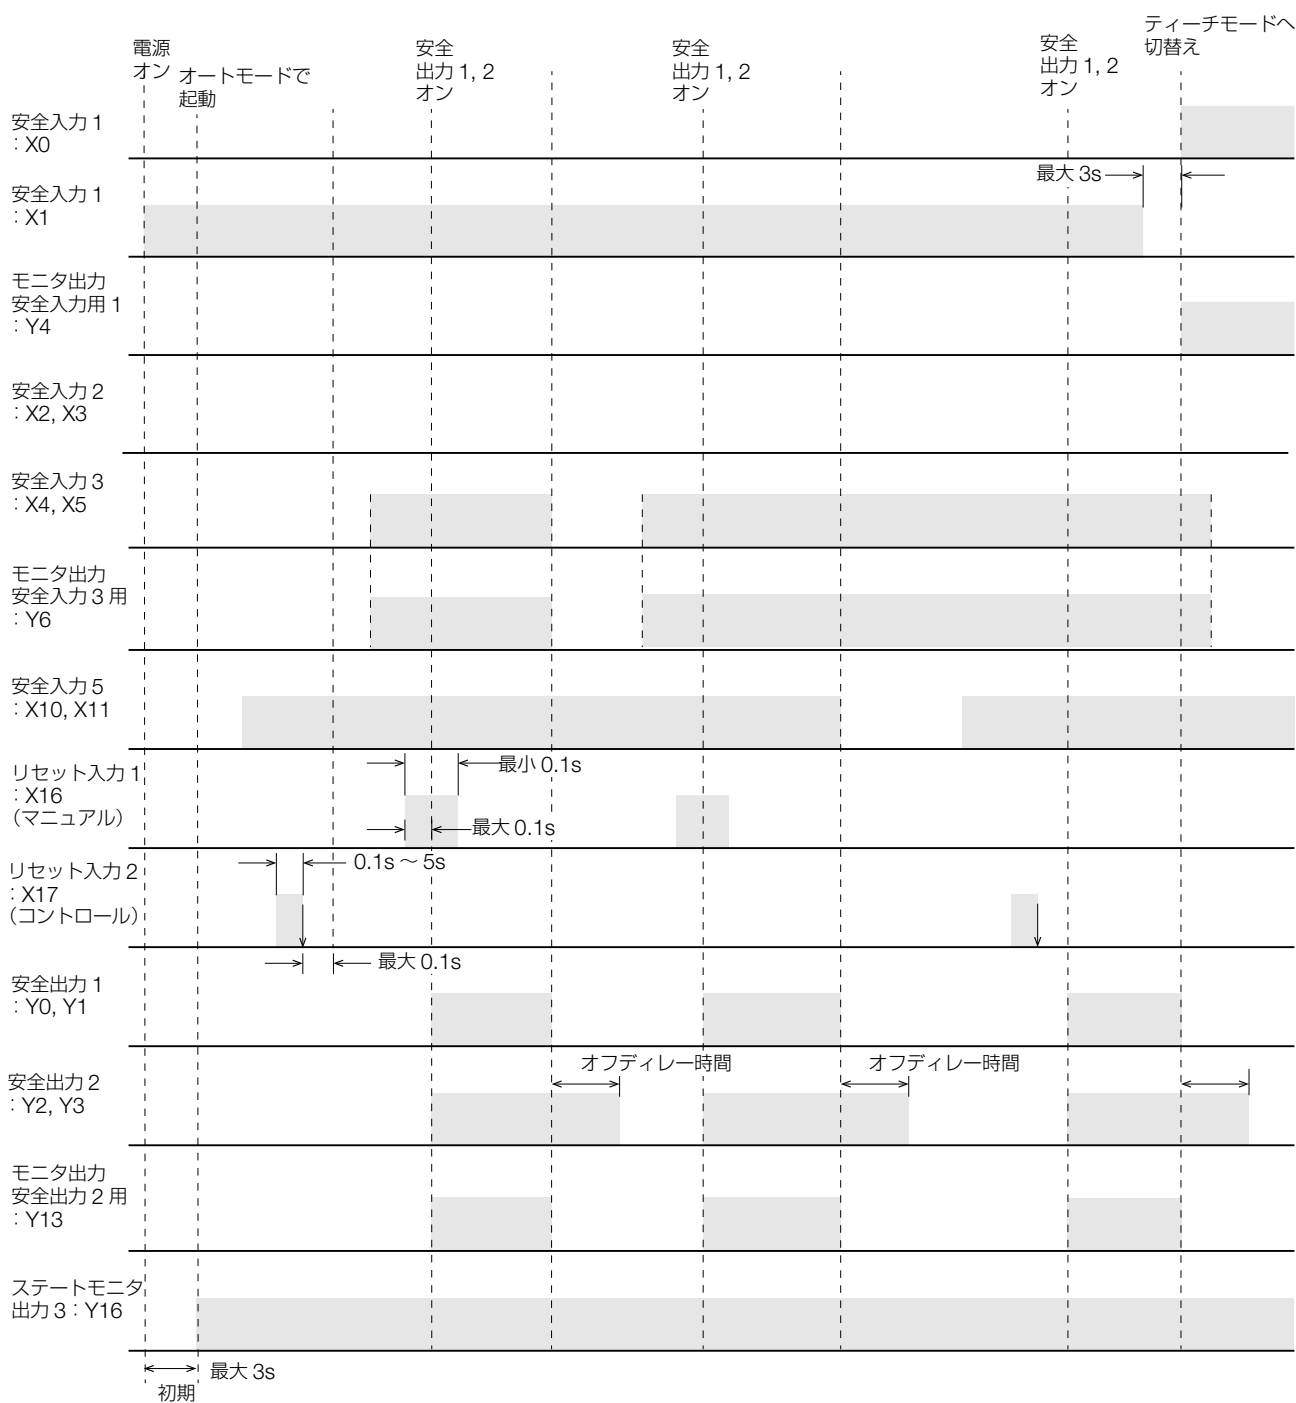 電源
オン
オートモードで
起動
安全
出力 1, 2
オン
安全
出力 1, 2
オン
安全
出力 1, 2
オン
ティーチモードへ
切替え
安全入力 1
: X0
安全入力 1
: X1
最大 3s
モニタ出力
安全入力用 1
: Y4
安全入力 2
: X2, X3
安全入力 3
: X4, X5
モニタ出力
安全入力 3 用
: Y6
安全入力 5
: X10, X11
リセット入力 1
: X16
(マニュアル)
最小 0.1s
最大 0.1s
リセット入力 2
: X17
(コントロール)
0.1s ～ 5s
最大 0.1s
安全出力 1
: Y0, Y1
安全出力 2
: Y2, Y3
オフディレー時間
オフディレー時間
モニタ出力
安全出力 2 用
: Y13
ステートモニタ
出力 3 : Y16
最大 3s
初期